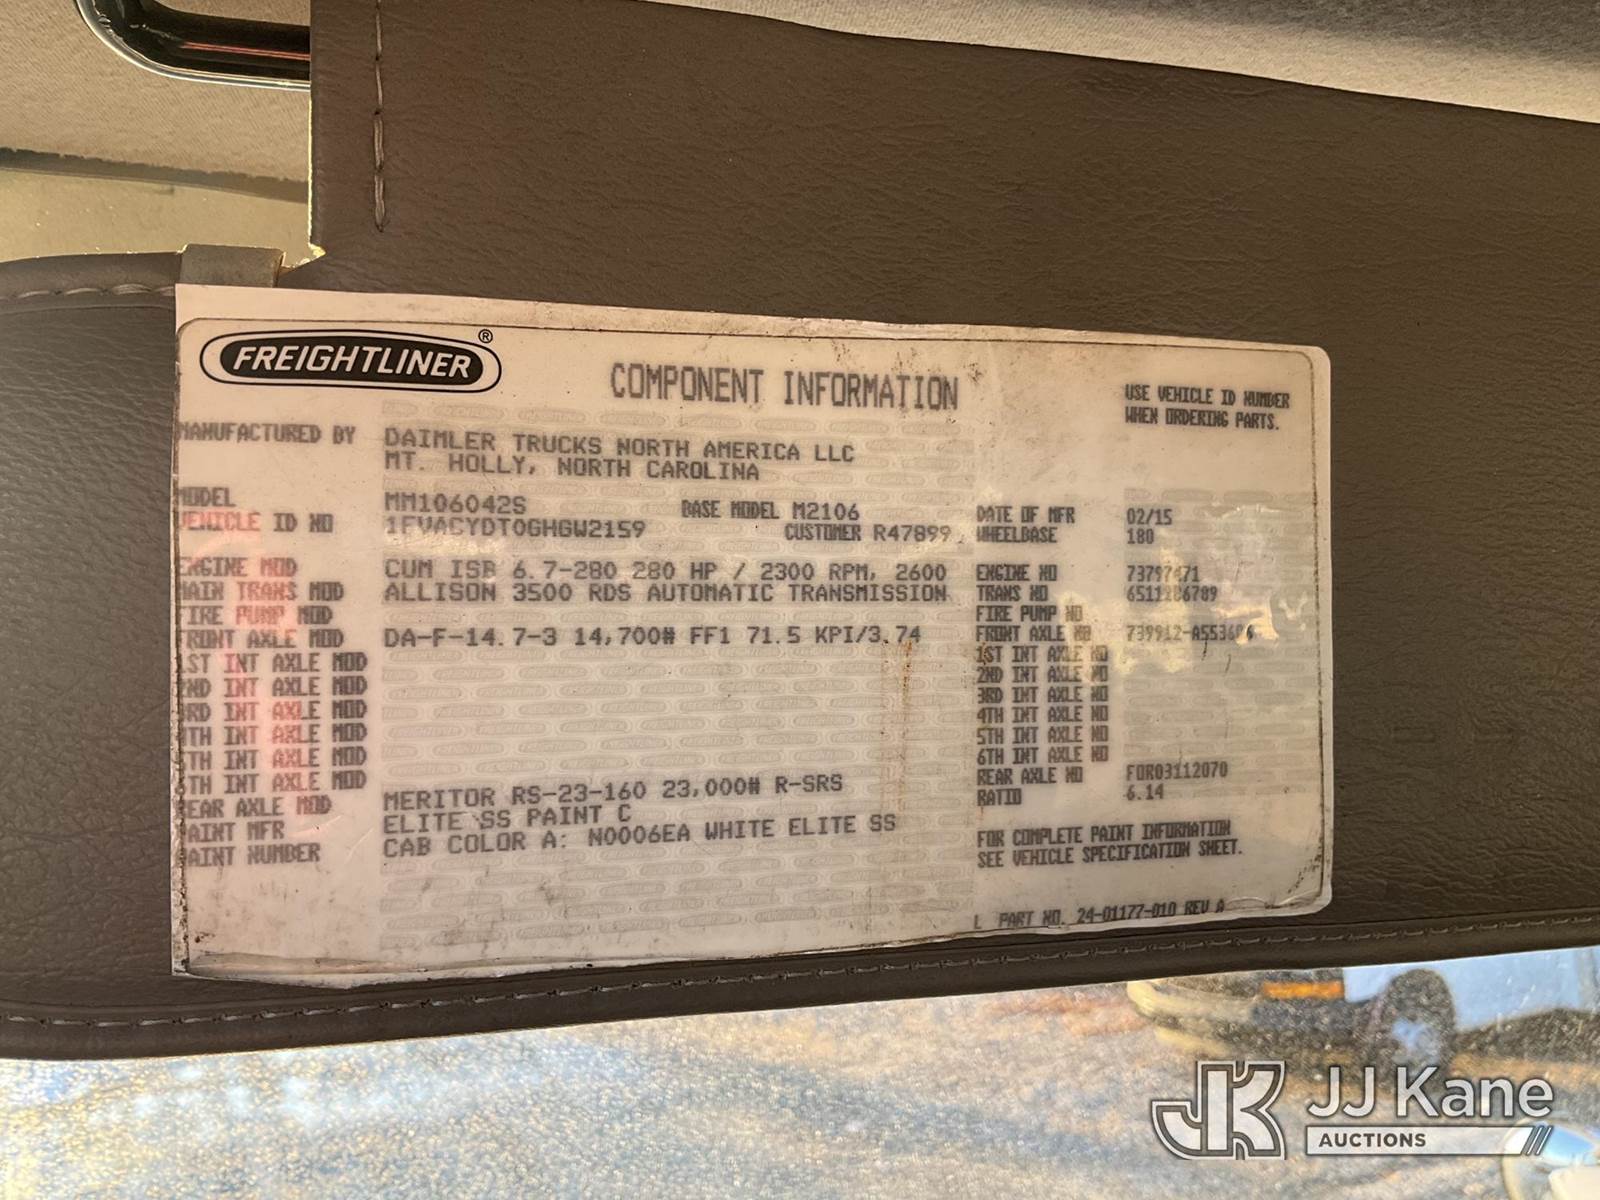 FREIGHTLINER ®
COMPONENT INFORMATION
USE VEHICLE ID NUMBER
WHEN ORDERING PARTS.
MANUFACTURED BY DAIMLER TRUCKS NORTH AMERICA LLC
MT. HOLLY, NORTH CAROLINA
MODEL MM106042S BASE MODEL M2106 DATE OF MFR 02/15
VEHICLE ID NO 1FVACYDT0GHGW2159 CUSTOMER R47899 WHEELBASE 180
ENGINE MOD CUM ISB 6.7-280 280 HP / 2300 RPM, 2600 ENGINE NO
MAIN TRANS MOD ALLISON 3500 RDS AUTOMATIC TRANSMISSION TRANS NO
FIRE PUMP MOD FIRE PUMP NO
FRONT AXLE MOD DA-F-14.7-3 14,700# FF1 71.5 KPI/3.74 FRONT AXLE NO
1ST INT AXLE MOD 1ST INT AXLE NO
2ND INT AXLE MOD 2ND INT AXLE NO
3RD INT AXLE MOD 3RD INT AXLE NO
4TH INT AXLE MOD 4TH INT AXLE NO
5TH INT AXLE MOD 5TH INT AXLE NO
6TH INT AXLE MOD 6TH INT AXLE NO
REAR AXLE MOD MERITOR RS-23-160 23,000# R-SRS REAR AXLE NO FOR03112070
PAINT MFR ELITE SS PAINT C RATIO 6.14
PAINT NUMBER CAB COLOR A: N0006EA WHITE ELITE SS
FOR COMPLETE PAINT INFORMATION
SEE VEHICLE SPECIFICATION SHEET.
L PART NO. 24-01177-010 REV A
JK JJ Kane
AUCTIONS